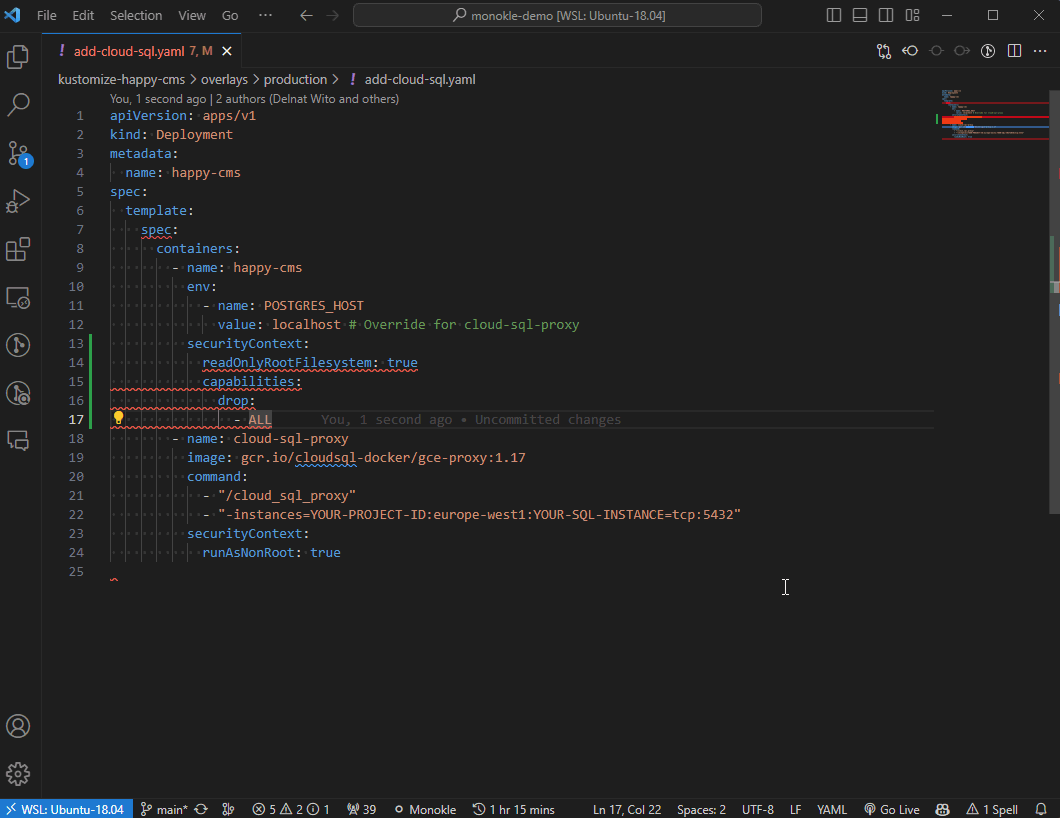 File Edit Selection View Go ··· monokle-demo [WSL: Ubuntu-18.04]
! add-cloud-sql.yaml 7, M
kustomize-happy-cms > overlays > production > ! add-cloud-sql.yaml
You, 1 second ago | 2 authors (Delnat Wito and others)
1 apiVersion: apps/v1
2 kind: Deployment
3 metadata:
4 name: happy-cms
5 spec:
6 template:
7 spec:
8 containers:
9 - name: happy-cms
10 env:
11 - name: POSTGRES_HOST
12 value: localhost # Override for cloud-sql-proxy
13 securityContext:
14 readOnlyRootFilesystem: true
15 capabilities:
16 drop:
17 - ALL You, 1 second ago • Uncommitted changes
18 - name: cloud-sql-proxy
19 image: gcr.io/cloudsql-docker/gce-proxy:1.17
20 command:
21 - "/cloud_sql_proxy"
22 - "-instances=YOUR-PROJECT-ID:europe-west1:YOUR-SQL-INSTANCE=tcp:5432"
23 securityContext:
24 runAsNonRoot: true
25
1
WSL: Ubuntu-18.04 main* 5 2 1 39 Monokle 1 hr 15 mins Ln 17, Col 22 Spaces: 2 UTF-8 LF YAML Go Live 1 Spell